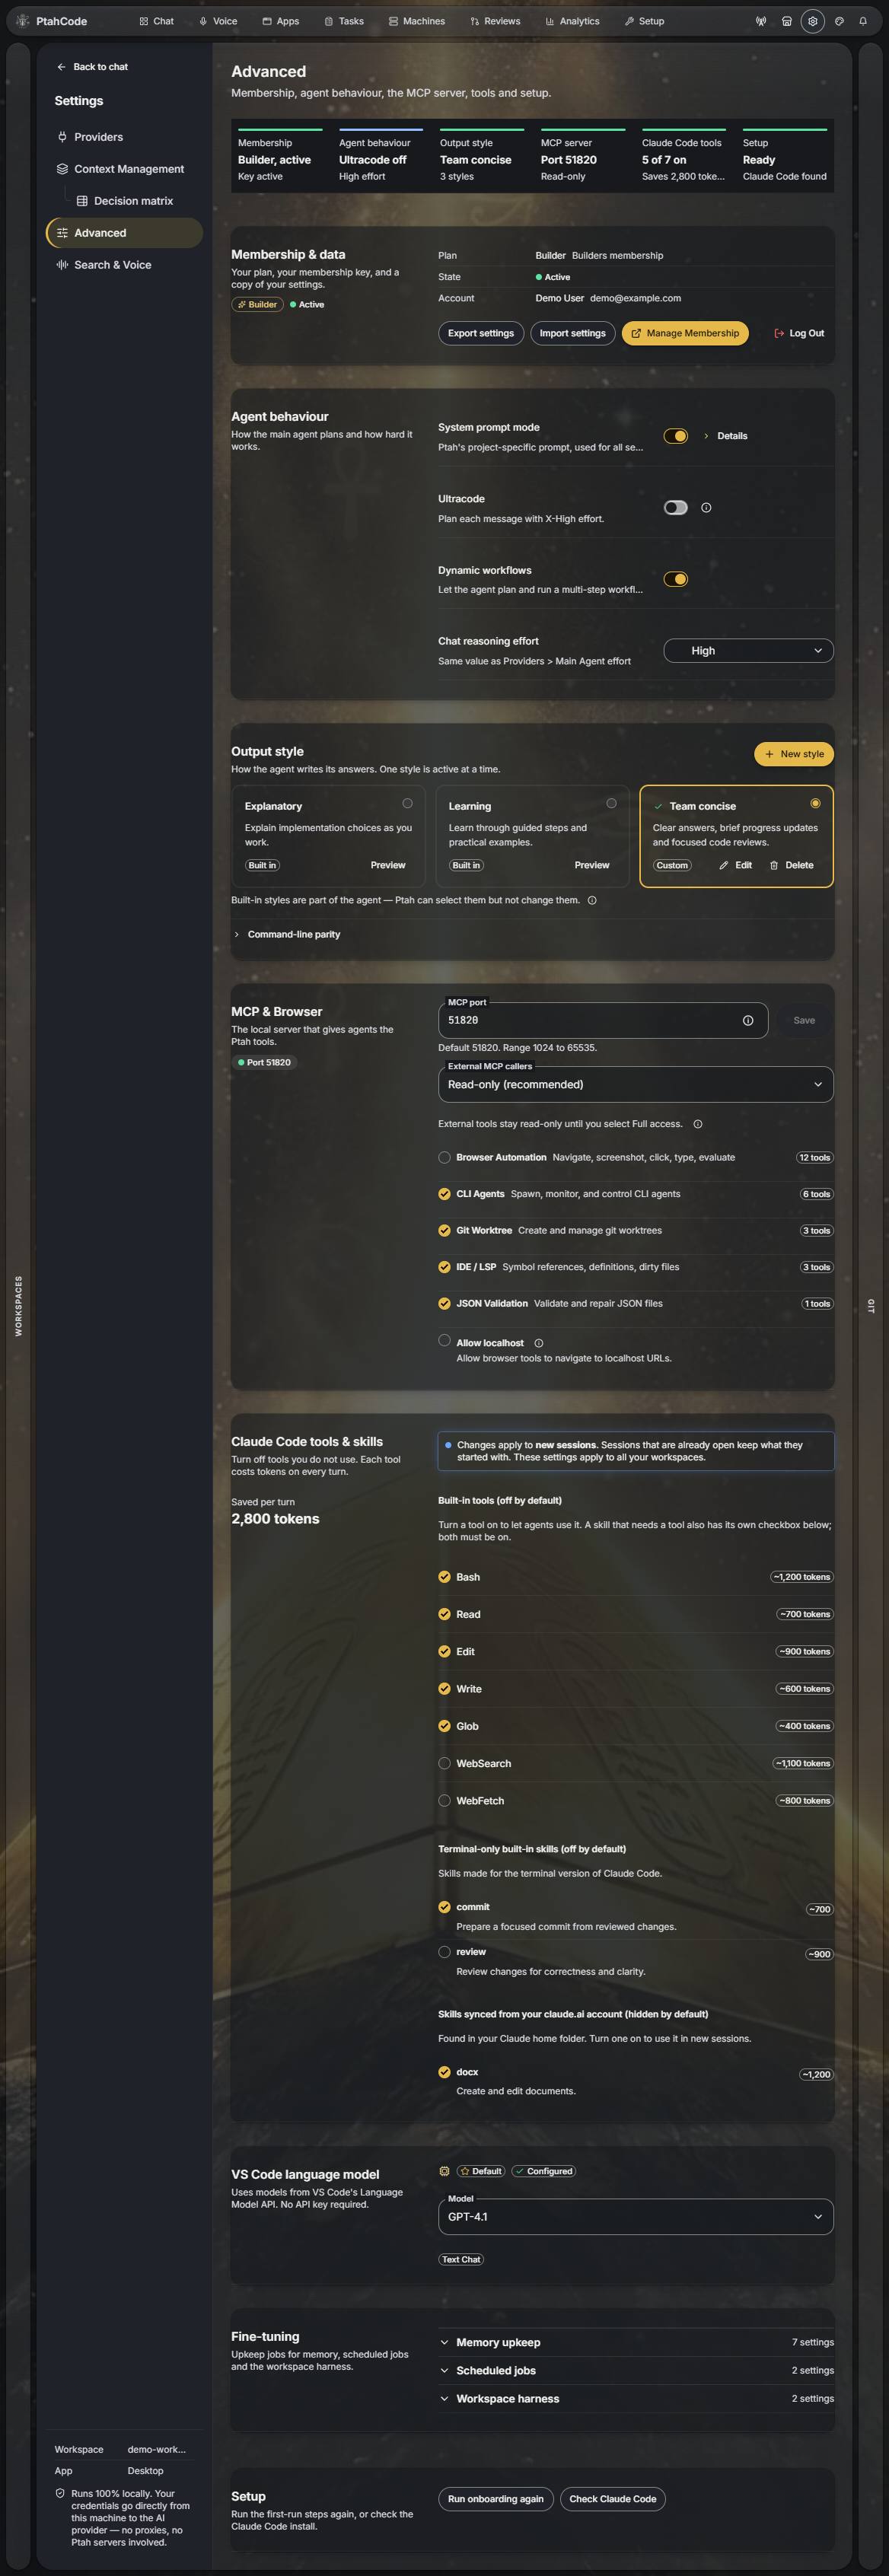 PtahCode
Chat
Voice
Apps
Tasks
Machines
Reviews
Analytics
Setup
Back to chat
Settings
Providers
Context Management
Decision matrix
Advanced
Search & Voice
Advanced
Membership, agent behaviour, the MCP server, tools and setup.
Membership
Builder, active
Key active
Agent behaviour
Ultracode off
High effort
Output style
Team concise
3 styles
MCP server
Port 51820
Read-only
Claude Code tools
5 of 7 on
Saves 2,800 toke...
Setup
Ready
Claude Code found
Membership & data
Your plan, your membership key, and a
copy of your settings.
Builder
Active
Plan
Builder Builders membership
State
Active
Account
Demo User demo@example.com
Export settings
Import settings
Manage Membership
Log Out
Agent behaviour
How the main agent plans and how hard it
works.
System prompt mode
Ptah's project-specific prompt, used for all se...
Details
Ultracode
Plan each message with X-High effort.
Dynamic workflows
Let the agent plan and run a multi-step workfl...
Chat reasoning effort
Same value as Providers > Main Agent effort
High
Output style
How the agent writes its answers. One style is active at a time.
New style
Explanatory
Explain implementation choices as you
work.
Built in
Preview
Learning
Learn through guided steps and
practical examples.
Built in
Preview
Team concise
Clear answers, brief progress updates
and focused code reviews.
Custom
Edit
Delete
Built-in styles are part of the agent — Ptah can select them but not change them.
Command-line parity
MCP & Browser
The local server that gives agents the
Ptah tools.
Port 51820
MCP port
51820
Save
Default 51820. Range 1024 to 65535.
External MCP callers
Read-only (recommended)
External tools stay read-only until you select Full access.
Browser Automation Navigate, screenshot, click, type, evaluate
12 tools
CLI Agents Spawn, monitor, and control CLI agents
6 tools
Git Worktree Create and manage git worktrees
3 tools
IDE / LSP Symbol references, definitions, dirty files
3 tools
JSON Validation Validate and repair JSON files
1 tools
Allow localhost
Allow browser tools to navigate to localhost URLs.
WORKSPACES
GIT
Claude Code tools & skills
Turn off tools you do not use. Each tool
costs tokens on every turn.
Saved per turn
2,800 tokens
Changes apply to new sessions. Sessions that are already open keep what they
started with. These settings apply to all your workspaces.
Built-in tools (off by default)
Turn a tool on to let agents use it. A skill that needs a tool also has its own checkbox below;
both must be on.
Bash
~1,200 tokens
Read
~700 tokens
Edit
~900 tokens
Write
~600 tokens
Glob
~400 tokens
WebSearch
~1,100 tokens
WebFetch
~800 tokens
Terminal-only built-in skills (off by default)
Skills made for the terminal version of Claude Code.
commit
~700
Prepare a focused commit from reviewed changes.
review
~900
Review changes for correctness and clarity.
Skills synced from your claude.ai account (hidden by default)
Found in your Claude home folder. Turn one on to use it in new sessions.
docx
~1,200
Create and edit documents.
VS Code language model
Uses models from VS Code's Language
Model API. No API key required.
Default
Configured
Model
GPT-4.1
Text Chat
Fine-tuning
Upkeep jobs for memory, scheduled jobs
and the workspace harness.
Memory upkeep
7 settings
Scheduled jobs
2 settings
Workspace harness
2 settings
Setup
Run the first-run steps again, or check the
Claude Code install.
Run onboarding again
Check Claude Code
Workspace
demo-work...
App
Desktop
Runs 100% locally. Your
credentials go directly from
this machine to the AI
provider — no proxies, no
Ptah servers involved.